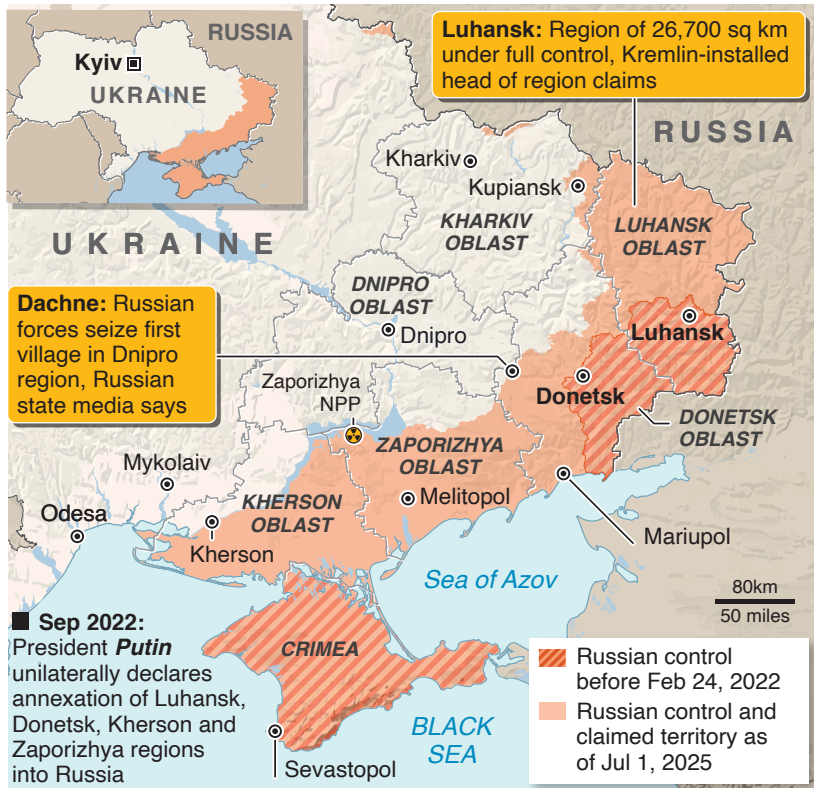 RUSSIA
Kyiv
UKRAINE
Luhansk: Region of 26,700 sq km
under full control, Kremlin-installed
head of region claims
RUSSIA
Kharkiv
Kupiansk
KHARKIV
OBLAST
LUHANSK
OBLAST
UKRAINE
DNIPRO
OBLAST
Dnipro
Luhansk
Dachne: Russian
forces seize first
village in Dnipro
region, Russian
state media says
Zaporizhya
NPP
Donetsk
DONETSK
OBLAST
ZAPORIZHYA
OBLAST
Mykolaiv
Melitopol
KHERSON
OBLAST
Odesa
Kherson
Mariupol
Sea of Azov
80km
50 miles
Sep 2022:
President Putin
unilaterally declares
annexation of Luhansk,
Donetsk, Kherson and
Zaporizhya regions
into Russia
CRIMEA
BLACK
SEA
Sevastopol
Russian control
before Feb 24, 2022
Russian control and
claimed territory as
of Jul 1, 2025